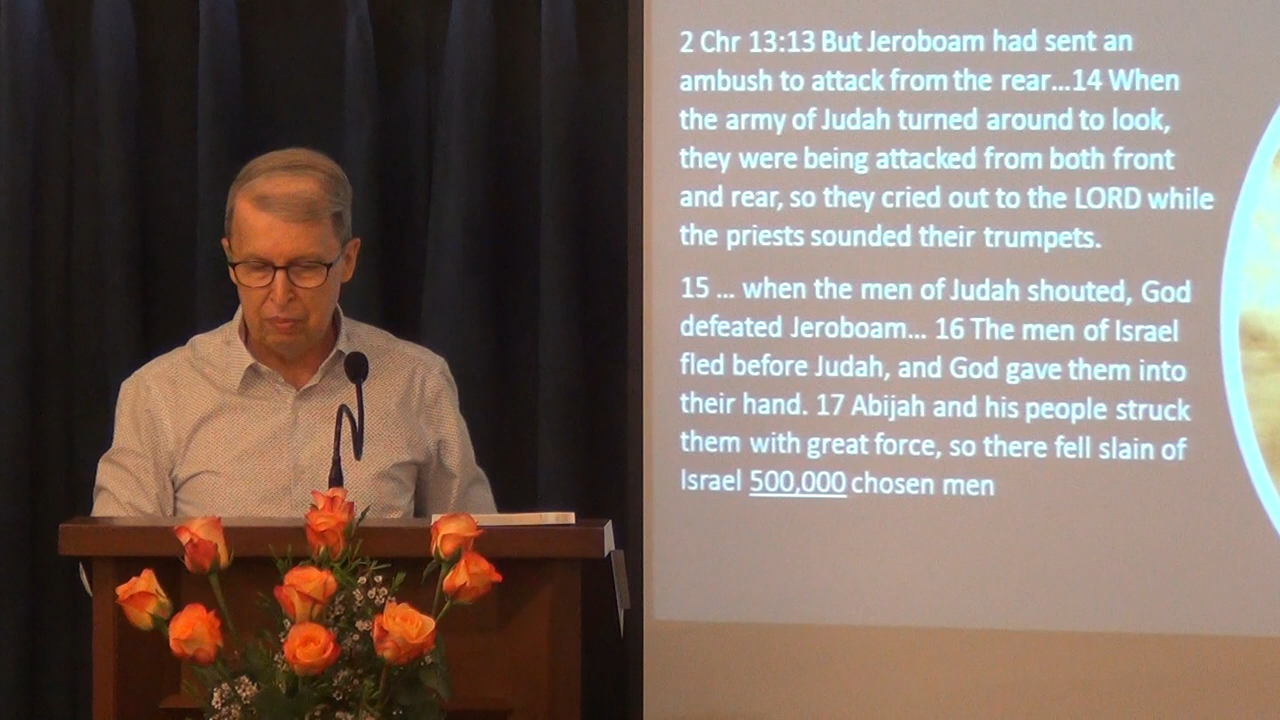 2 Chr 13:13 But Jeroboam had sent an
ambush to attack from the rear...14 When
the army of Judah turned around to look,
they were being attacked from both front
and rear, so they cried out to the LORD while
the priests sounded their trumpets.
15 ... when the men of Judah shouted, God
defeated Jeroboam... 16 The men of Israel
fled before Judah, and God gave them into
their hand. 17 Abijah and his people struck
them with great force, so there fell slain of
Israel 500,000 chosen men